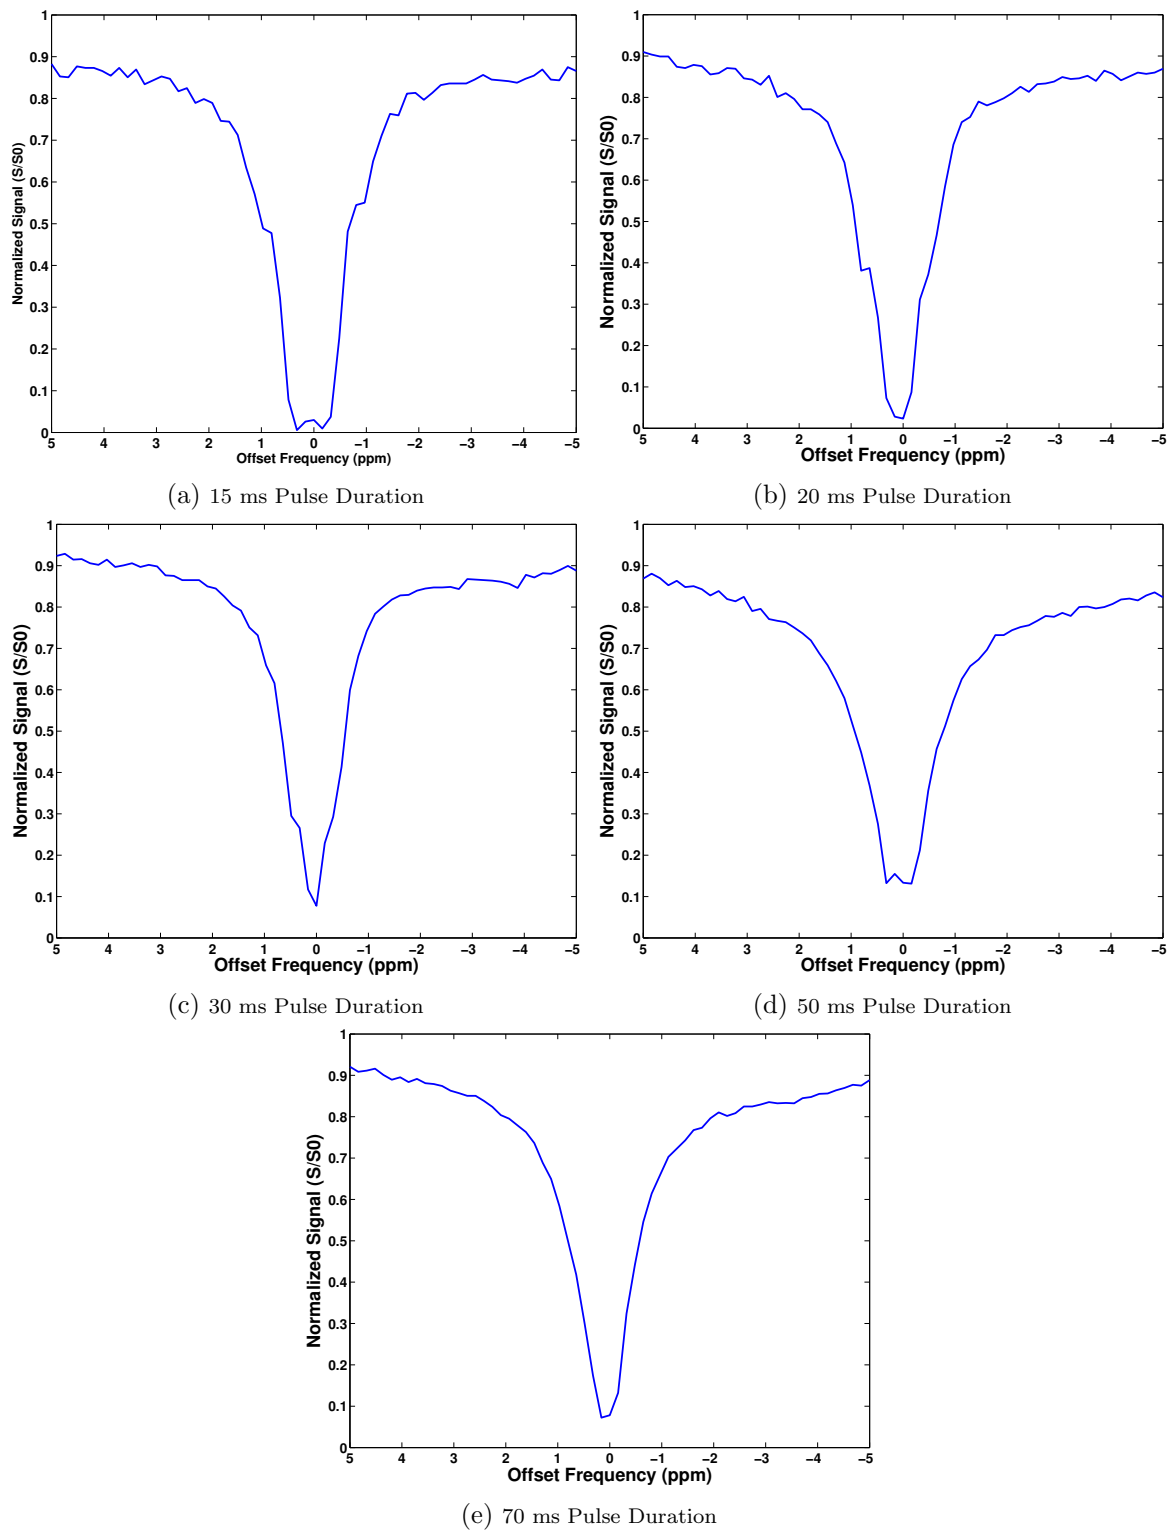 1
0.9
0.8
0.7
0.6
0.5
0.4
0.3
0.2
0.1
0
Normalized Signal (S/S0)
5 4 3 2 1 0 −1 −2 −3 −4 −5
Offset Frequency (ppm)
(a) 15 ms Pulse Duration
1
0.9
0.8
0.7
0.6
0.5
0.4
0.3
0.2
0.1
0
Normalized Signal (S/S0)
5 4 3 2 1 0 −1 −2 −3 −4 −5
Offset Frequency (ppm)
(b) 20 ms Pulse Duration
1
0.9
0.8
0.7
0.6
0.5
0.4
0.3
0.2
0.1
0
Normalized Signal (S/S0)
5 4 3 2 1 0 −1 −2 −3 −4 −5
Offset Frequency (ppm)
(c) 30 ms Pulse Duration
1
0.9
0.8
0.7
0.6
0.5
0.4
0.3
0.2
0.1
0
Normalized Signal (S/S0)
5 4 3 2 1 0 −1 −2 −3 −4 −5
Offset Frequency (ppm)
(d) 50 ms Pulse Duration
1
0.9
0.8
0.7
0.6
0.5
0.4
0.3
0.2
0.1
0
Normalized Signal (S/S0)
5 4 3 2 1 0 −1 −2 −3 −4 −5
Offset Frequency (ppm)
(e) 70 ms Pulse Duration